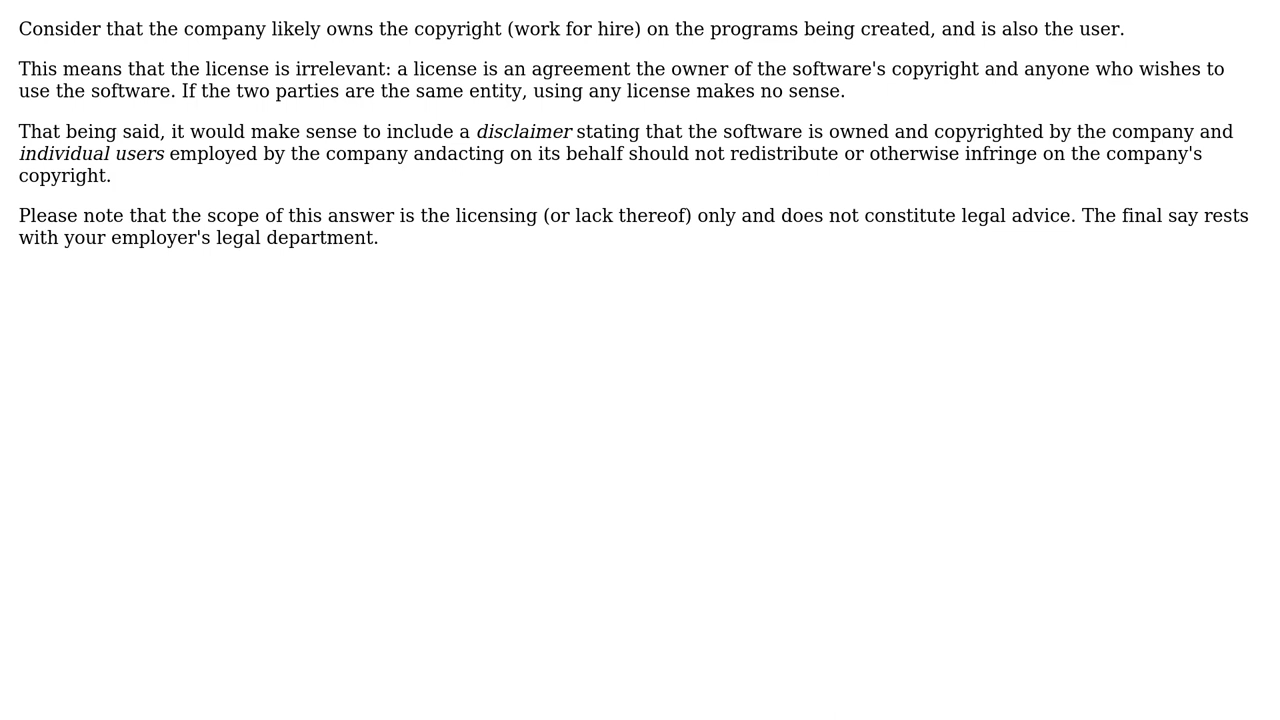 Consider that the company likely owns the copyright (work for hire) on the programs being created, and is also the user.
This means that the license is irrelevant: a license is an agreement the owner of the software's copyright and anyone who wishes to
use the software. If the two parties are the same entity, using any license makes no sense.
That being said, it would make sense to include a disclaimer stating that the software is owned and copyrighted by the company and
individual users employed by the company andacting on its behalf should not redistribute or otherwise infringe on the company's
copyright.
Please note that the scope of this answer is the licensing (or lack thereof) only and does not constitute legal advice. The final say rests
with your employer's legal department.